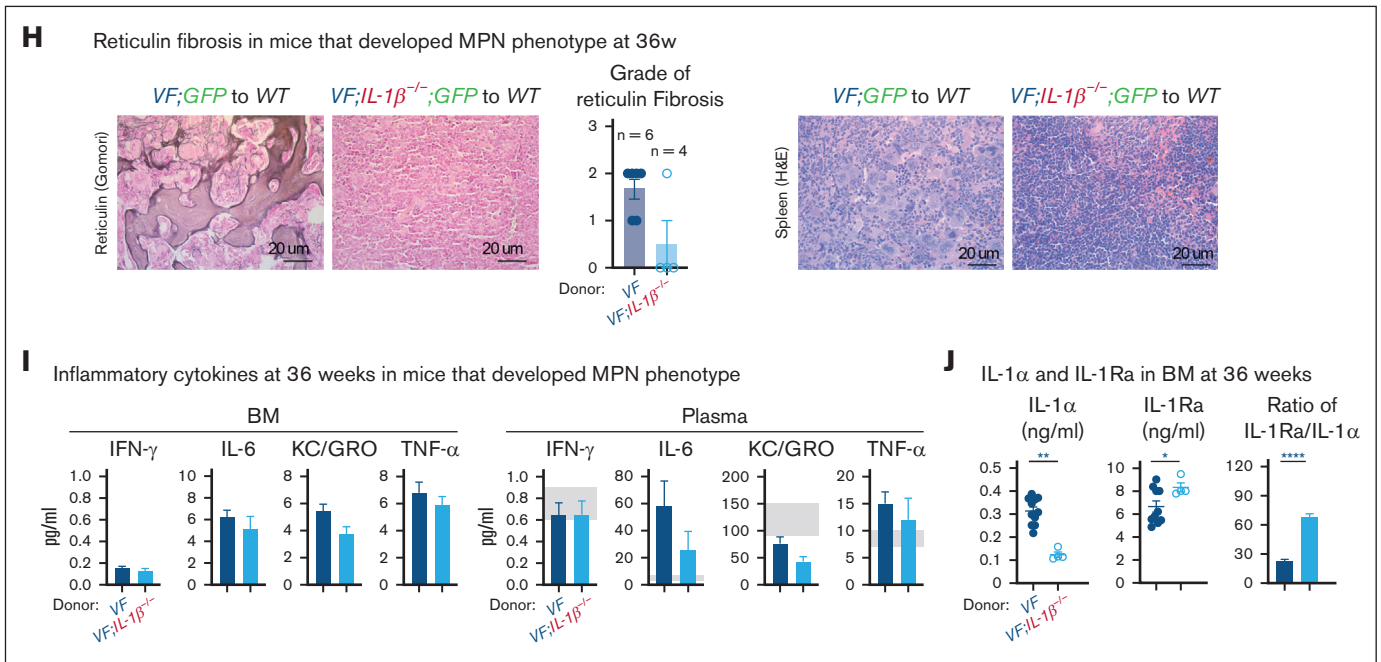 H Reticulin fibrosis in mice that developed MPN phenotype at 36w
VF;GFP to WT
VF;IL-1β−/−;GFP to WT
Grade of
reticulin Fibrosis
VF;GFP to WT
VF;IL-1β−/−;GFP to WT
Reticulin (Gomori)
20 um
20 um
3
2
1
0
n = 6
n = 4
Donor: VF
VF;IL-1β−/−
Spleen (H&E)
20 um
20 um
I Inflammatory cytokines at 36 weeks in mice that developed MPN phenotype
BM
IFN-γ IL-6 KC/GRO TNF-α
pg/ml
1.0
0.8
0.6
0.4
0.2
0.0
10
8
6
4
2
0
8
6
4
2
0
8
6
4
2
0
Donor: VF
VF;IL-1β−/−
Plasma
IFN-γ IL-6 KC/GRO TNF-α
pg/ml
1.0
0.8
0.6
0.4
0.2
0.0
80
60
40
20
0
200
150
100
50
0
20
15
10
5
0
Donor: VF
VF;IL-1β−/−
J IL-1α and IL-1Ra in BM at 36 weeks
IL-1α
(ng/ml)
**
0.5
0.4
0.3
0.2
0.1
0
IL-1Ra
(ng/ml)
*
10
8
6
4
2
0
Ratio of
IL-1Ra/IL-1α
****
120
90
60
30
0
Donor: VF
VF;IL-1β−/−